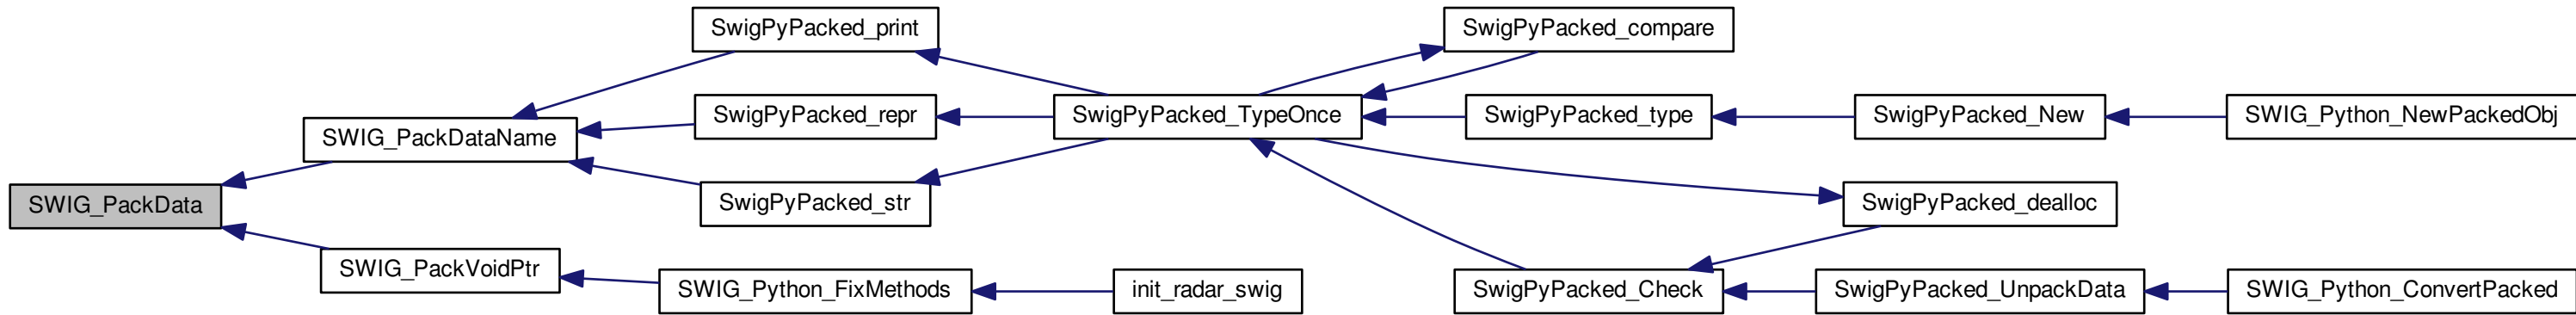 SwigPyPacked_print
SwigPyPacked_compare
SwigPyPacked_repr
SwigPyPacked_TypeOnce
SwigPyPacked_type
SwigPyPacked_New
SWIG_Python_NewPackedObj
SWIG_PackDataName
SWIG_PackData
SwigPyPacked_str
SwigPyPacked_dealloc
SWIG_PackVoidPtr
SWIG_Python_FixMethods
init_radar_swig
SwigPyPacked_Check
SwigPyPacked_UnpackData
SWIG_Python_ConvertPacked